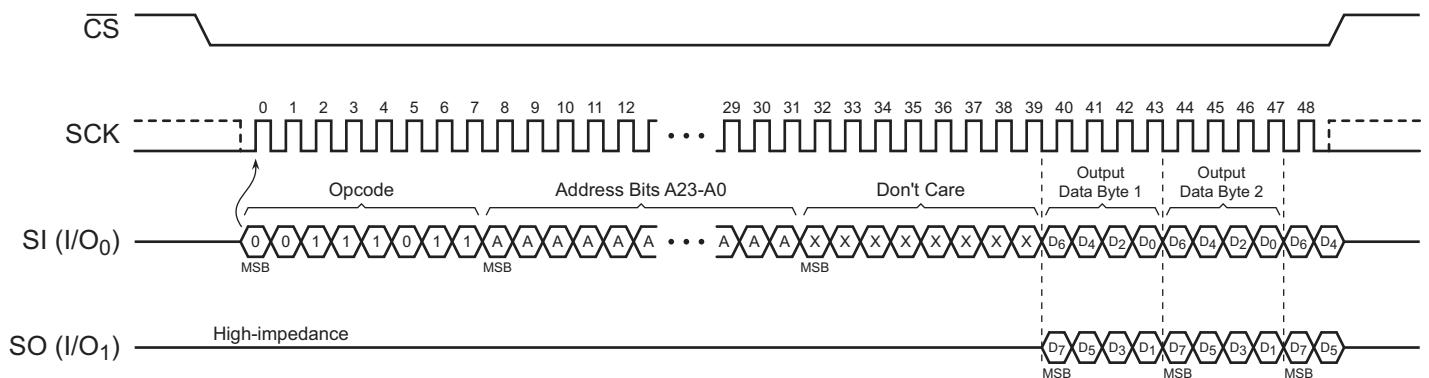 CS
0 1 2 3 4 5 6 7 8 9 10 11 12 29 30 31 32 33 34 35 36 37 38 39 40 41 42 43 44 45 46 47 48
SCK • • •
Opcode Address Bits A23-A0 Don't Care Output Data Byte 1 Output Data Byte 2
SI (I/O0) 0 0 1 1 1 0 1 1 A A A A A A • • • A A A X X X X X X X X D6 D4 D2 D0 D6 D4 D2 D0 D6 D4
MSB MSB MSB
High-impedance
SO (I/O1) D7 D5 D3 D1 D7 D5 D3 D1 D7 D5
MSB MSB MSB